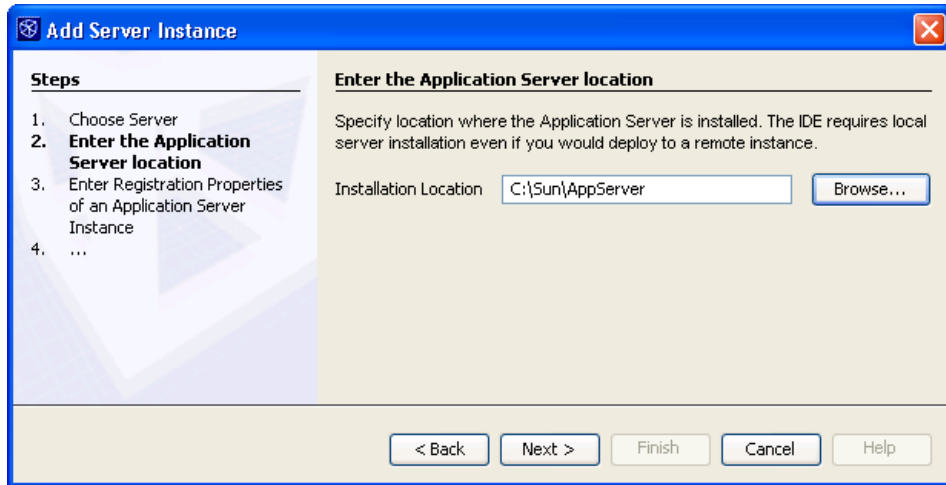 Add Server Instance
Steps
1. Choose Server
2. Enter the Application
Server location
3. Enter Registration Properties
of an Application Server
Instance
4. ...
Enter the Application Server location
Specify location where the Application Server is installed. The IDE requires local
server installation even if you would deploy to a remote instance.
Installation Location C:\Sun\AppServer Browse...
< Back Next > Finish Cancel Help